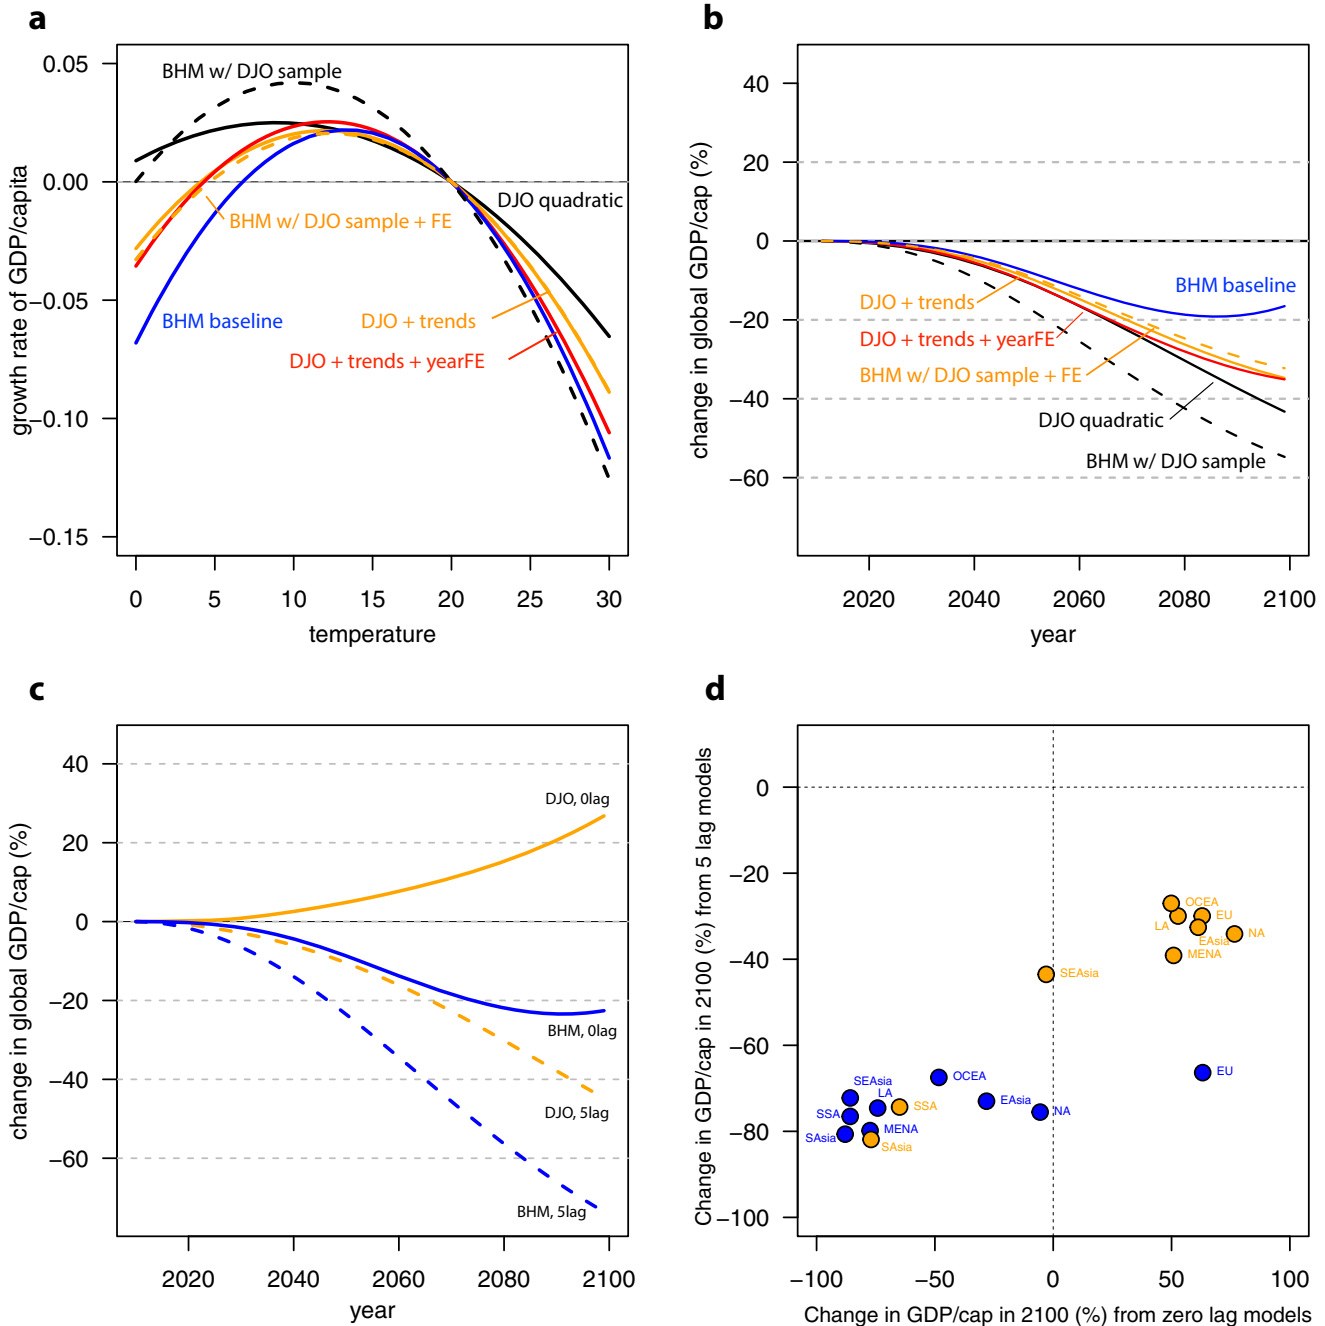 a
0.05
0.00
−0.05
−0.10
−0.15
growth rate of GDP/capita
BHM w/ DJO sample
DJO quadratic
BHM w/ DJO sample + FE
BHM baseline
DJO + trends
DJO + trends + yearFE
0 5 10 15 20 25 30
temperature
b
40
20
0
−20
−40
−60
change in global GDP/cap (%)
BHM baseline
DJO + trends
DJO + trends + yearFE
BHM w/ DJO sample + FE
DJO quadratic
BHM w/ DJO sample
2020 2040 2060 2080 2100
year
c
40
20
0
−20
−40
−60
change in global GDP/cap (%)
DJO, 0lag
BHM, 0lag
DJO, 5lag
BHM, 5lag
2020 2040 2060 2080 2100
year
d
0
−20
−40
−60
−80
−100
Change in GDP/cap in 2100 (%) from 5 lag models
OCEA
LA
EU
EAsia
NA
MENA
SEAsia
EU
OCEA
SEAsia
LA
EAsia
SSA
SSA
NA
MENA
SAsia
SAsia
−100 −50 0 50 100
Change in GDP/cap in 2100 (%) from zero lag models